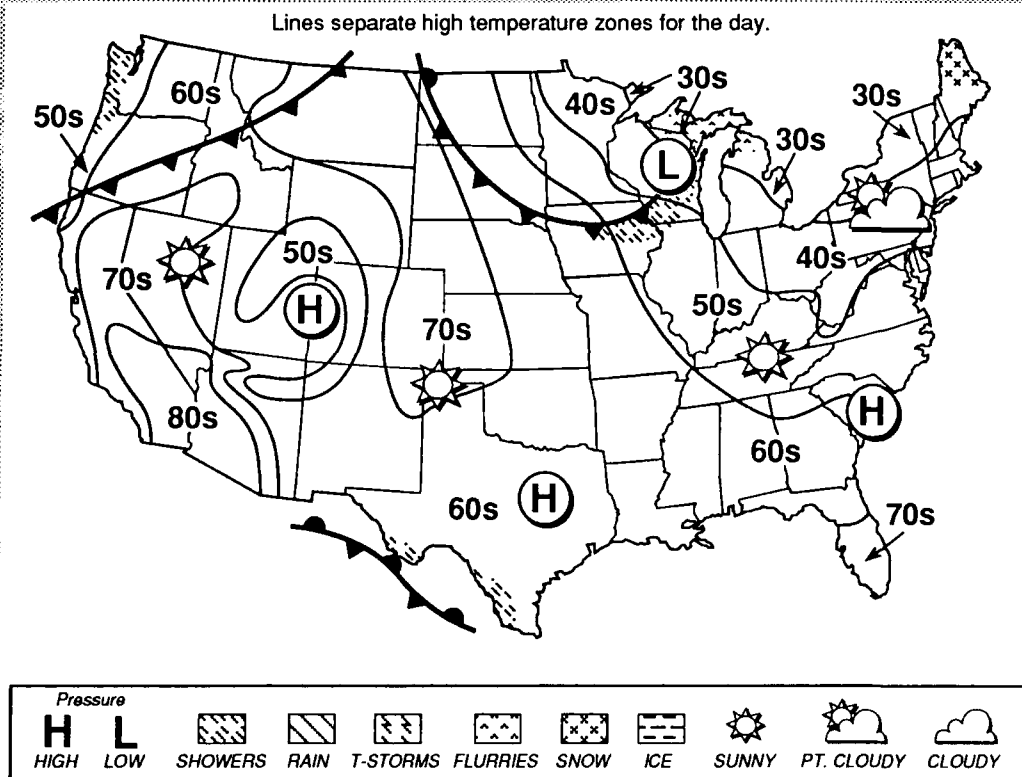 Lines separate high temperature zones for the day.
60s
50s
40s
30s
30s
30s
L
50s
70s
H
70s
40s
50s
80s
H
60s
60s
H
70s
Pressure
H L
HIGH LOW SHOWERS RAIN T-STORMS FLURRIES SNOW ICE SUNNY PT. CLOUDY CLOUDY